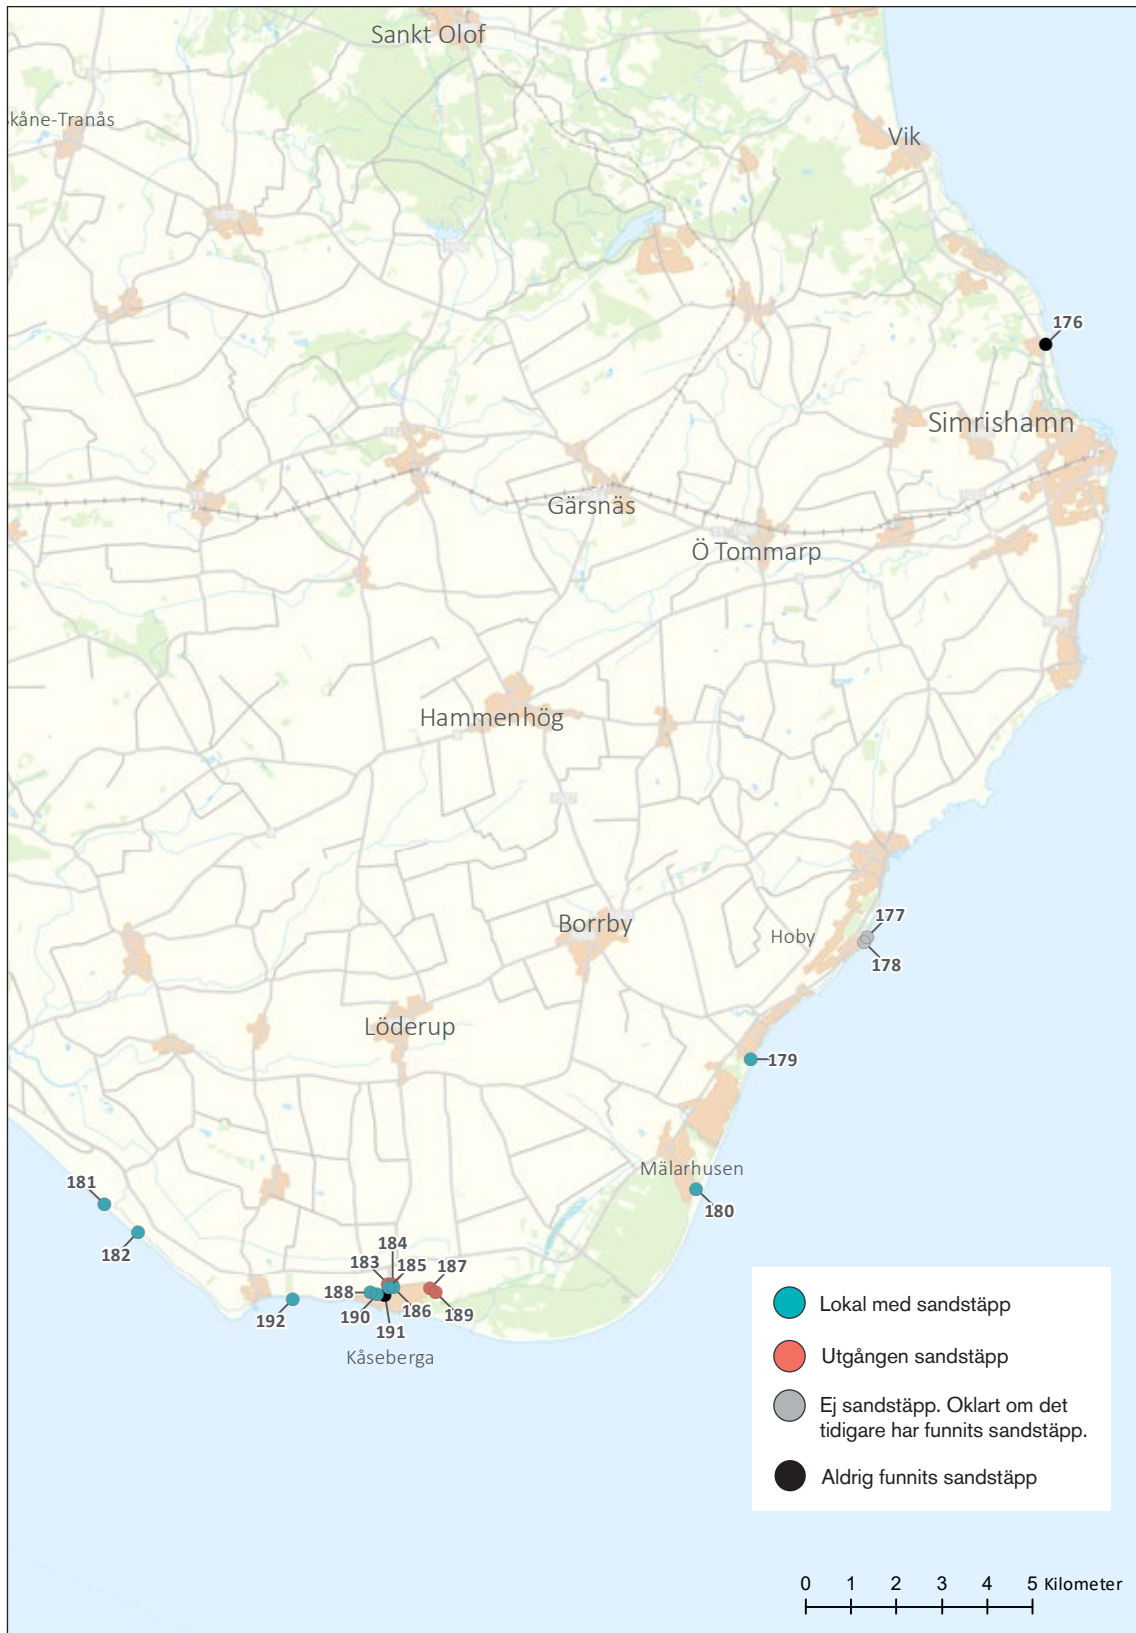 Sankt Olof
kåne-Tranås
Vik
176
Simrishamn
Gärsnäs
Ö Tommarp
Hammenhög
Borrby
Hoby
177
178
Löderup
179
Mälarhusen
180
181
182
183
184
185
187
188
186
189
190
191
192
Kåseberga
Lokal med sandstäpp
Utgången sandstäpp
Ej sandstäpp. Oklart om det
tidigare har funnits sandstäpp.
Aldrig funnits sandstäpp
0 1 2 3 4 5 Kilometer